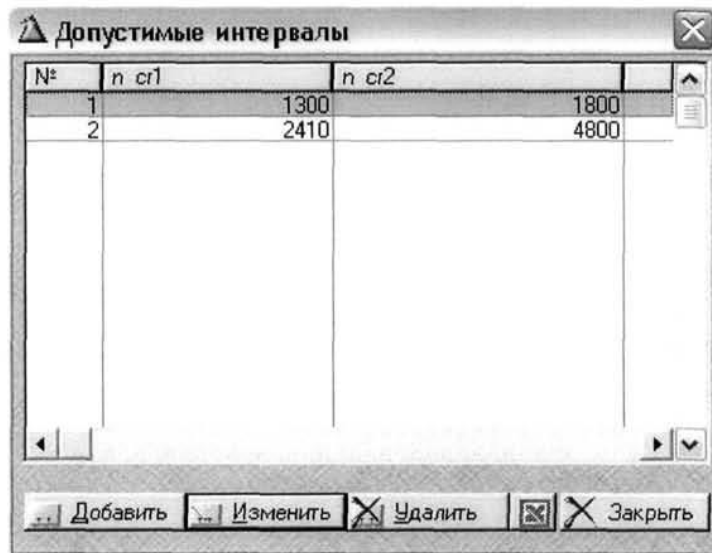 Допустимые интервалы
№ n cr1 n cr2
1 1300 1800
2 2410 4800
Добавить Изменить Удалить Закрыть